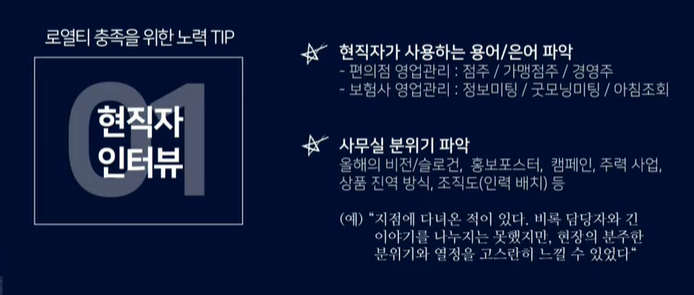 로열티 충족을 위한 노력 TIP
01
현직자
인터뷰
현직자가 사용하는 용어/은어 파악
- 편의점 영업관리 : 점주 / 가맹점주 / 경영주
- 보험사 영업관리 : 정보미팅 / 굿모닝미팅 / 아침조회
사무실 분위기 파악
올해의 비전/슬로건, 홍보포스터, 캠페인, 주력 사업,
상품 진역 방식, 조직도(인력 배치) 등
(예) “지점에 다녀온 적이 있다. 비록 담당자와 긴
이야기를 나누지는 못했지만, 현장의 분주한
분위기와 열정을 고스란히 느낄 수 있었다“